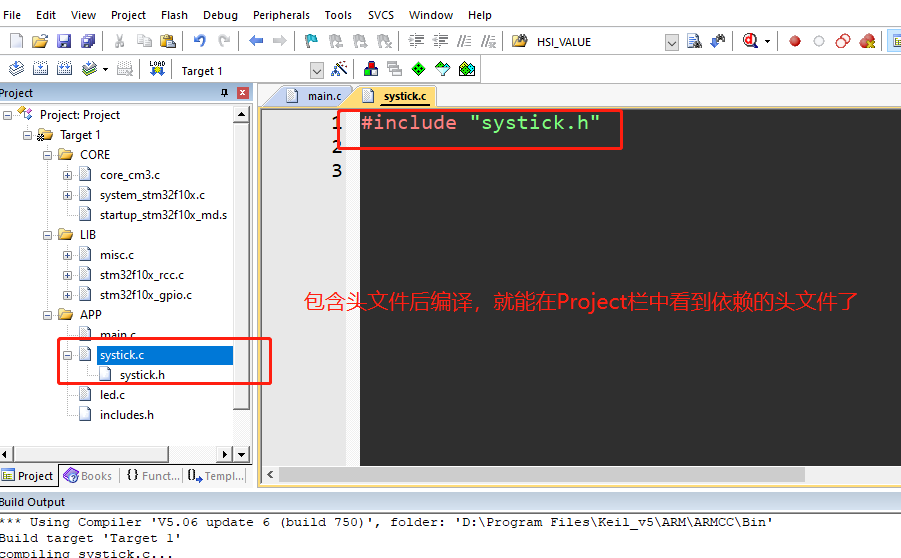 File Edit View Project Flash Debug Peripherals Tools SVCS Window Help
HSI_VALUE
LOAD
Target 1
Project
main.c systick.c
Project: Project
Target 1
CORE
core_cm3.c
system_stm32f10x.c
startup_stm32f10x_md.s
LIB
misc.c
stm32f10x_rcc.c
stm32f10x_gpio.c
APP
main.c
systick.c
systick.h
led.c
includes.h
1 #include "systick.h"
2
3
包含头文件后编译，就能在Project栏中看到依赖的头文件了
Project Books {} Funct... Templ...
Build Output
*** Using Compiler 'V5.06 update 6 (build 750)', folder: 'D:\Program Files\Keil_v5\ARM\ARMCC\Bin'
Build target 'Target 1'
compiling systick.c...